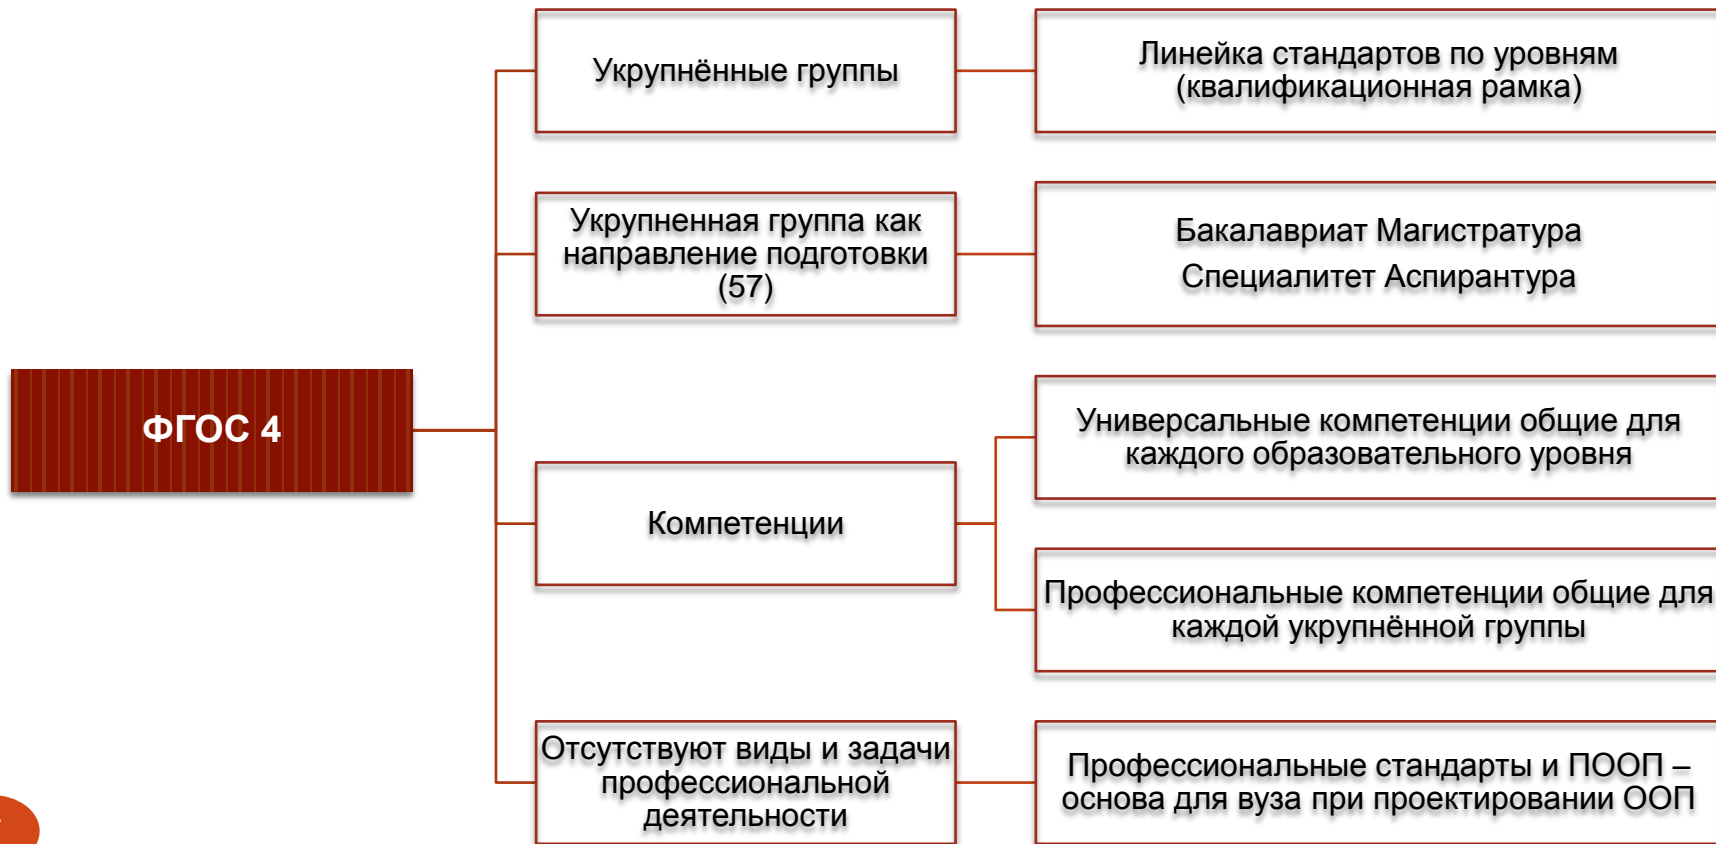 Укрупнённые группы
Линейка стандартов по уровням
(квалификационная рамка)
Укрупненная группа как
направление подготовки
(57)
Бакалавриат Магистратура
Специалитет Аспирантура
ФГОС 4
Компетенции
Универсальные компетенции общие для
каждого образовательного уровня
Профессиональные компетенции общие для
каждой укрупнённой группы
Отсутствуют виды и задачи
профессиональной
деятельности
Профессиональные стандарты и ПООП –
основа для вуза при проектировании ООП